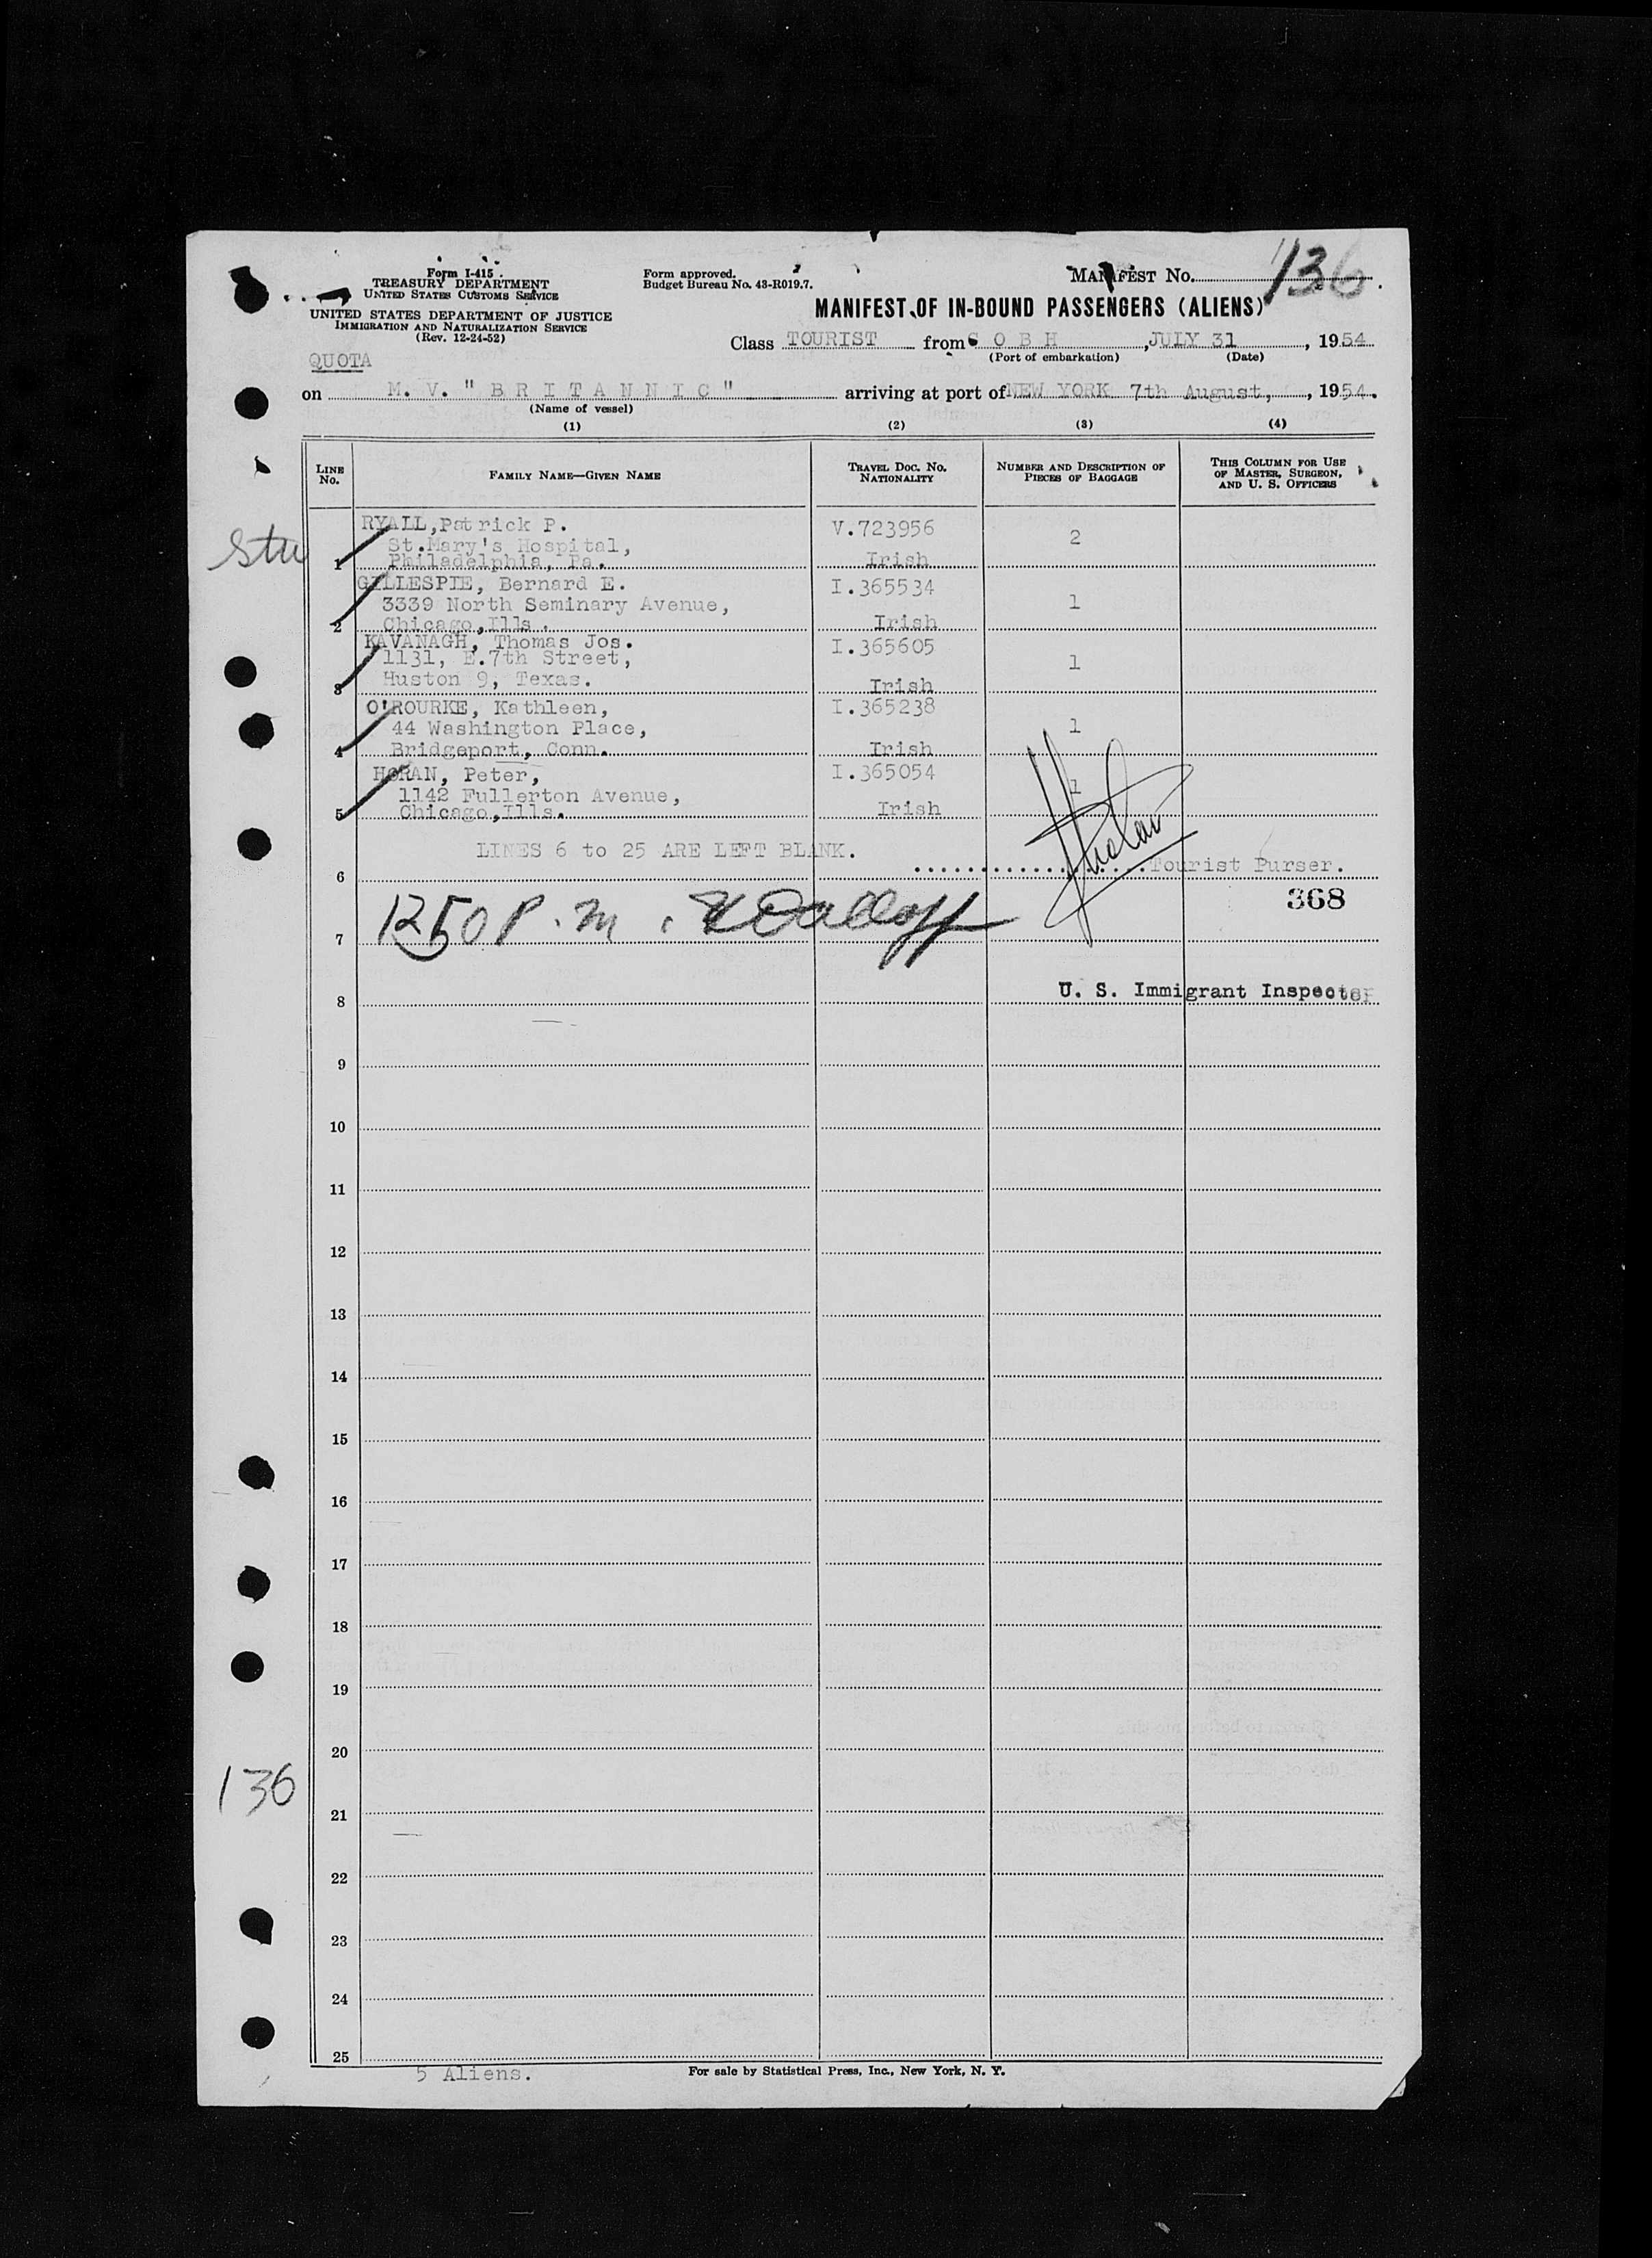 Form I-415
TREASURY DEPARTMENT
UNITED STATES CUSTOMS SERVICE
UNITED STATES DEPARTMENT OF JUSTICE
IMMIGRATION AND NATURALIZATION SERVICE
(Rev. 12-24-52)
Form approved.
Budget Bureau No. 43-R019.7.
MANIFEST No. 136
MANIFEST OF IN-BOUND PASSENGERS (ALIENS)
Class TOURIST from C O B H, JULY 31, 1954
(Port of embarkation) (Date)
QUOTA
on M. V. " B R I T A N N I C " arriving at port of NEW YORK 7th August, , 1954.
(Name of vessel)
(1) (2) (3) (4)
LINE No. FAMILY NAME—GIVEN NAME TRAVEL DOC. No. NATIONALITY NUMBER AND DESCRIPTION OF PIECES OF BAGGAGE THIS COLUMN FOR USE OF MASTER, SURGEON, AND U. S. OFFICERS
RYALL,Patrick P. V.723956 2
St.Mary's Hospital,
1 Philadelphia, Pa. Irish
GILLESPIE, Bernard E. I.365534 1
3339 North Seminary Avenue,
2 Chicago,Ills. Irish
KAVANAGH, Thomas Jos. I.365605 1
1131, E.7th Street,
3 Huston 9, Texas. Irish
O'ROURKE, Kathleen, I.365238 1
44 Washington Place,
4 Bridgeport, Conn. Irish
HORAN, Peter, I.365054 1
1142 Fullerton Avenue,
5 Chicago,Ills. Irish
LINES 6 to 25 ARE LEFT BLANK.
6 Tourist Purser.
368
7 1250 P.M.
8 U. S. Immigrant Inspector
9
10
11
12
13
14
15
16
17
18
19
20
136
21
22
23
24
25
5 Aliens. For sale by Statistical Press, Inc., New York, N. Y.